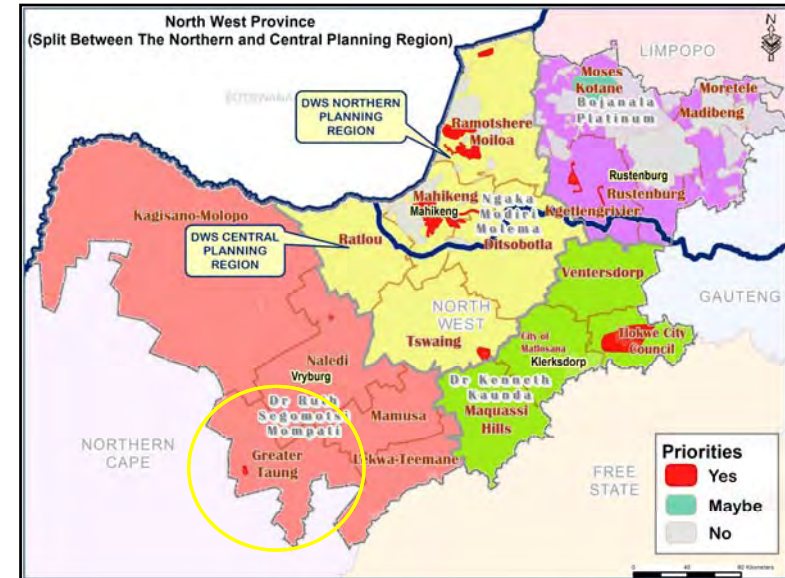 North West Province
(Split Between The Northern and Central Planning Region)
N
LIMPOPO
BOTSWANA
DWS NORTHERN
PLANNING
REGION
Moses
Kotane
Bojanala
Platinum
Moretele
Madibeng
Ramotshere
Moiloa
Rustenburg
Rustenburg
Kgetlengrivier
Mahikeng
Mahikeng
Ngaka
Modiri
Molema
Ditsobotla
Kagisano-Molopo
DWS CENTRAL
PLANNING
REGION
Ratlou
Ventersdorp
GAUTENG
NORTH
WEST
Tswaing
City of
Matlosana
Klerksdorp
Tlokwe City
Council
Naledi
Vryburg
Dr Ruth
Segomotsi
Mompati
Mamusa
Dr Kenneth
Kaunda
Maquassi
Hills
NORTHERN
CAPE
Greater
Taung
Lekwa-Teemane
FREE
STATE
Priorities
Yes
Maybe
No